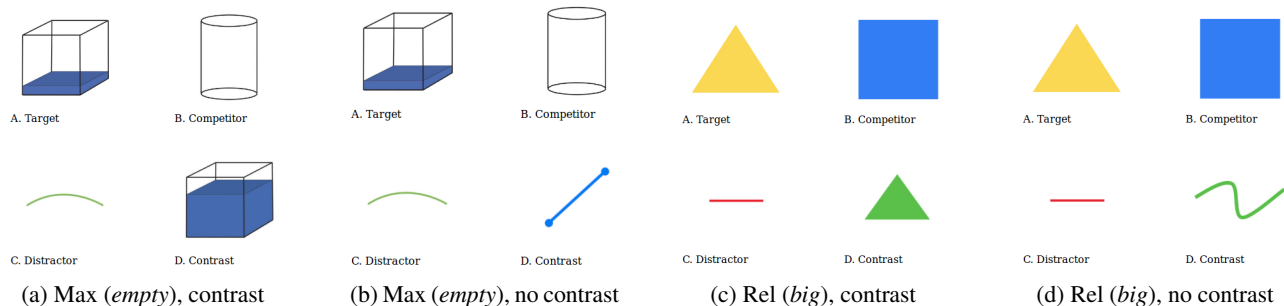 A. Target
B. Competitor
A. Target
B. Competitor
A. Target
B. Competitor
A. Target
B. Competitor
C. Distractor
D. Contrast
C. Distractor
D. Contrast
C. Distractor
D. Contrast
C. Distractor
D. Contrast
(a) Max (empty), contrast
(b) Max (empty), no contrast
(c) Rel (big), contrast
(d) Rel (big), no contrast